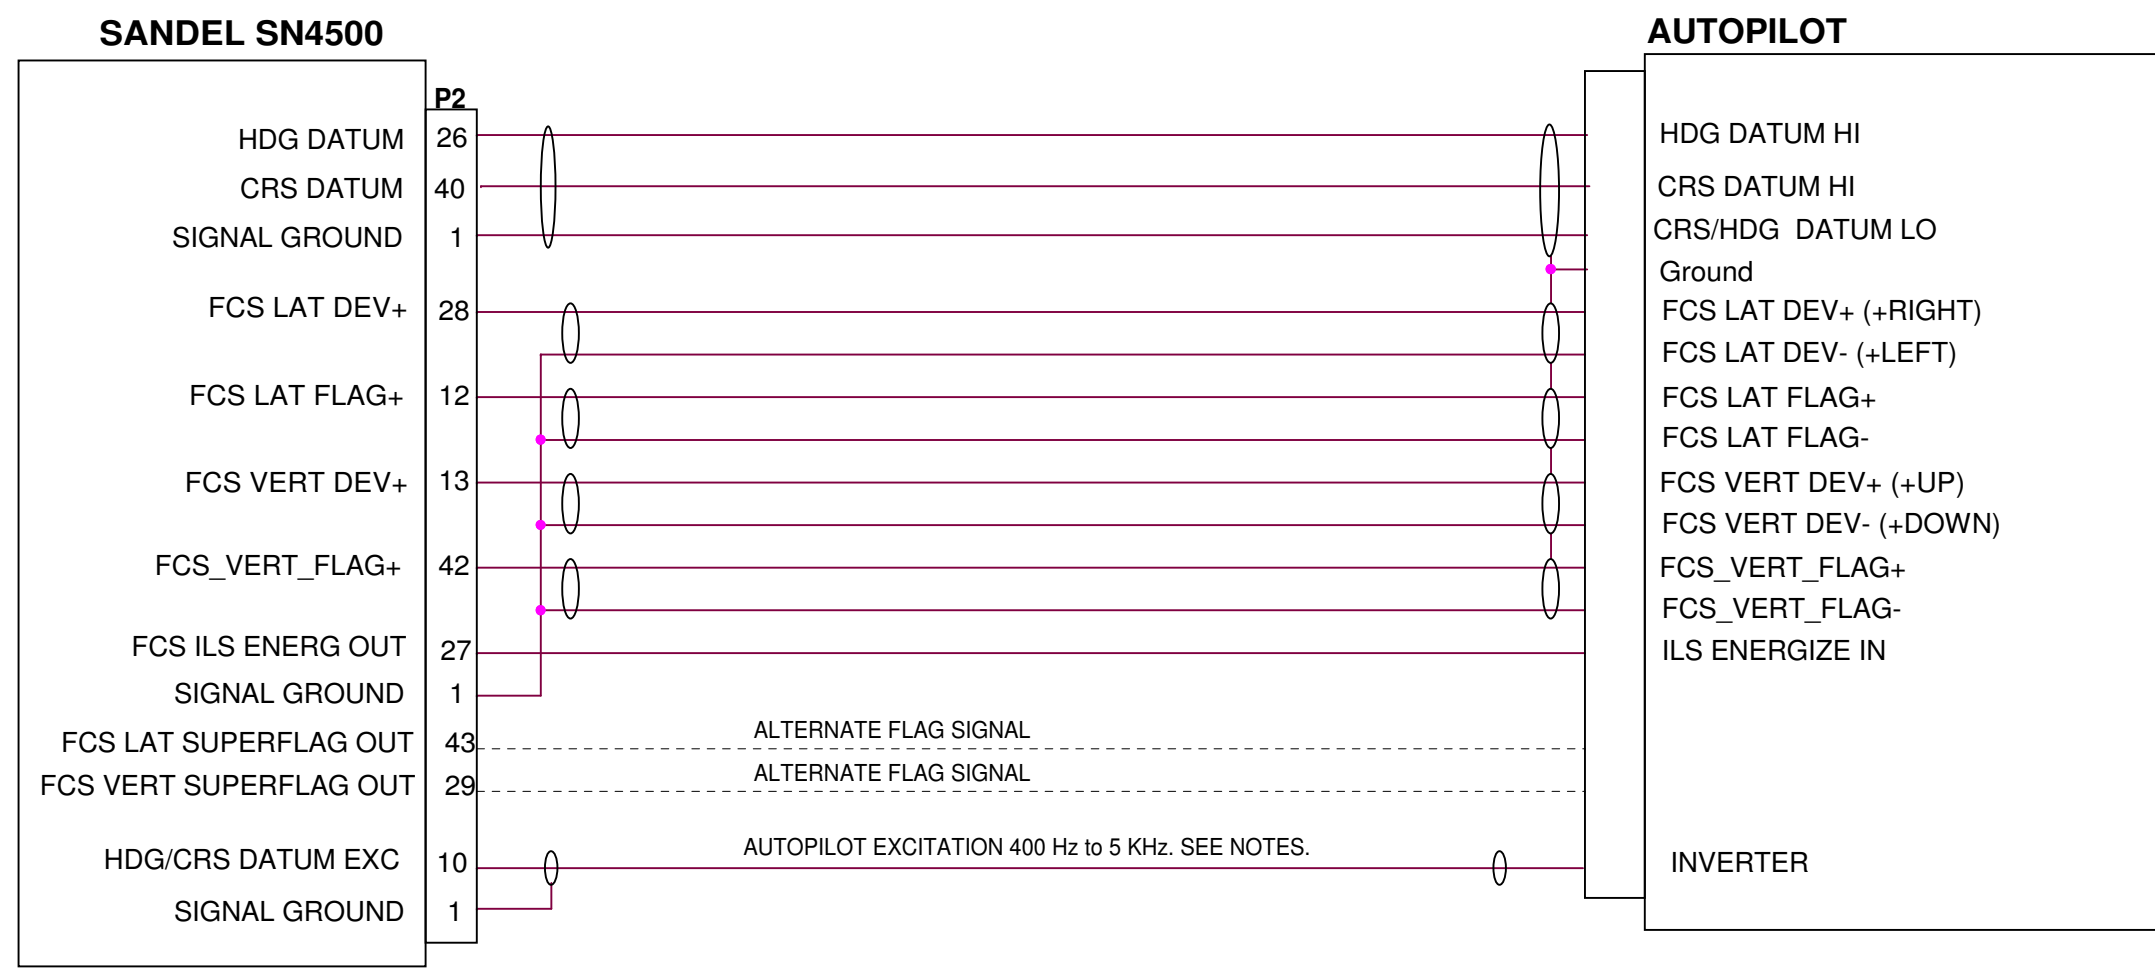 SANDEL SN4500
AUTOPILOT
P2
HDG DATUM 26 HDG DATUM HI
CRS DATUM 40 CRS DATUM HI
SIGNAL GROUND 1 CRS/HDG DATUM LO
Ground
FCS LAT DEV+ 28 FCS LAT DEV+ (+RIGHT)
FCS LAT DEV- (+LEFT)
FCS LAT FLAG+ 12 FCS LAT FLAG+
FCS LAT FLAG-
FCS VERT DEV+ 13 FCS VERT DEV+ (+UP)
FCS VERT DEV- (+DOWN)
FCS_VERT_FLAG+ 42 FCS_VERT_FLAG+
FCS_VERT_FLAG-
FCS ILS ENERG OUT 27 ILS ENERGIZE IN
SIGNAL GROUND 1
FCS LAT SUPERFLAG OUT 43 ALTERNATE FLAG SIGNAL
FCS VERT SUPERFLAG OUT 29 ALTERNATE FLAG SIGNAL
HDG/CRS DATUM EXC 10 AUTOPILOT EXCITATION 400 Hz to 5 KHz. SEE NOTES. INVERTER
SIGNAL GROUND 1